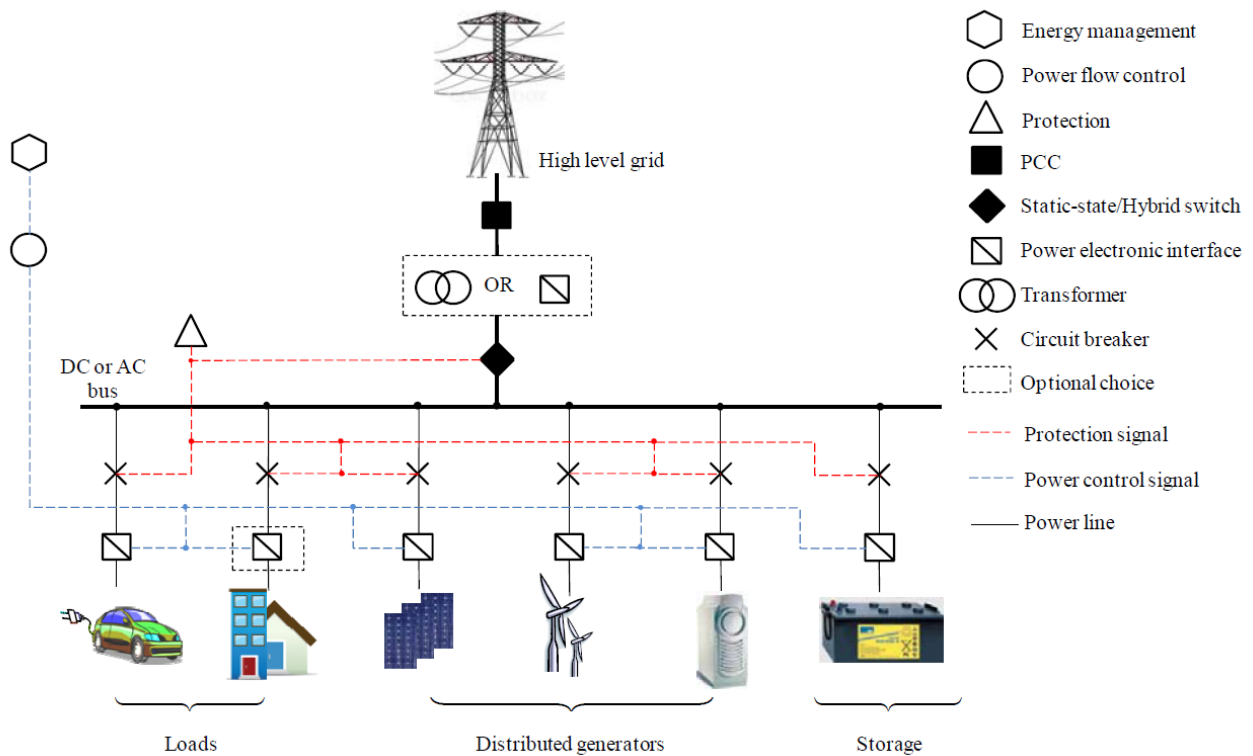 High level grid
OR
DC or AC
bus
Loads
Distributed generators
Storage
Energy management
Power flow control
Protection
PCC
Static-state/Hybrid switch
Power electronic interface
Transformer
Circuit breaker
Optional choice
Protection signal
Power control signal
Power line